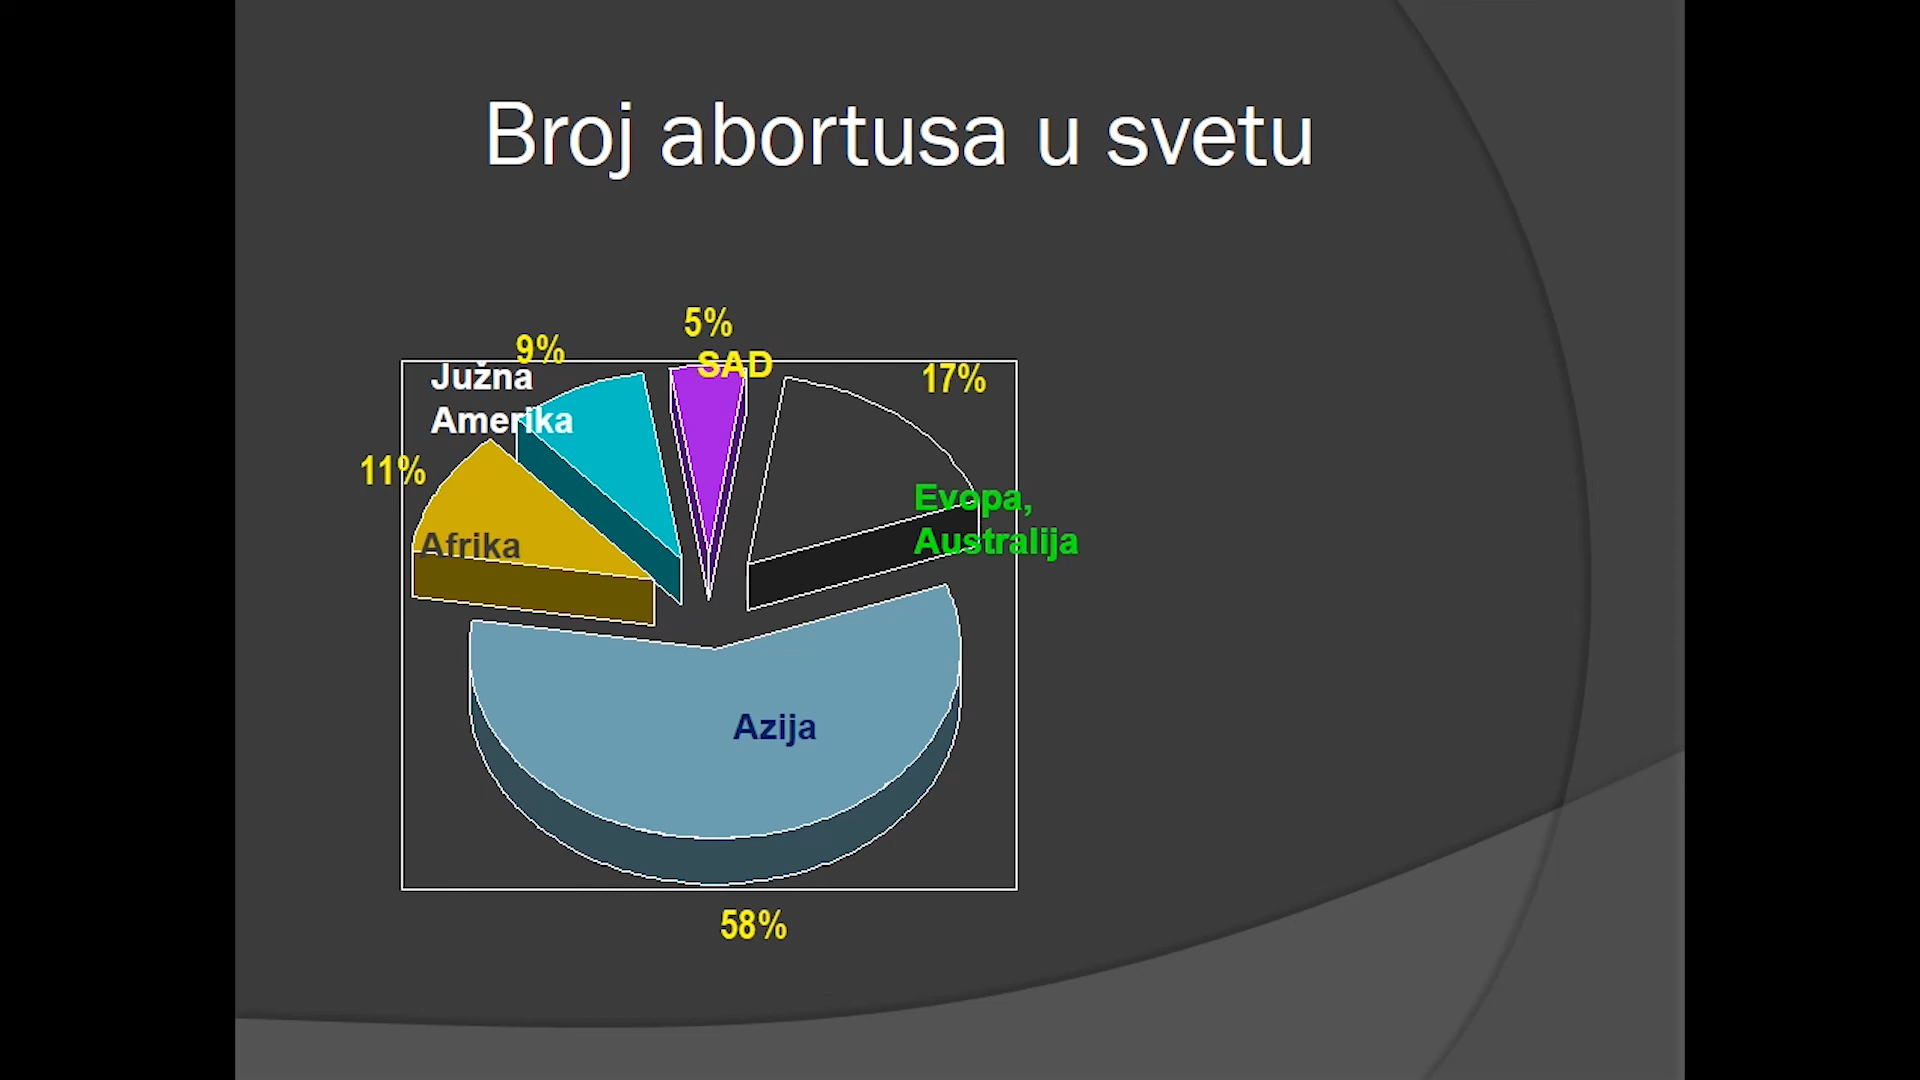 Broj abortusa u svetu
5%
SAD
9%
Južna
Amerika
17%
11%
Evopa,
Australija
Afrika
Azija
58%